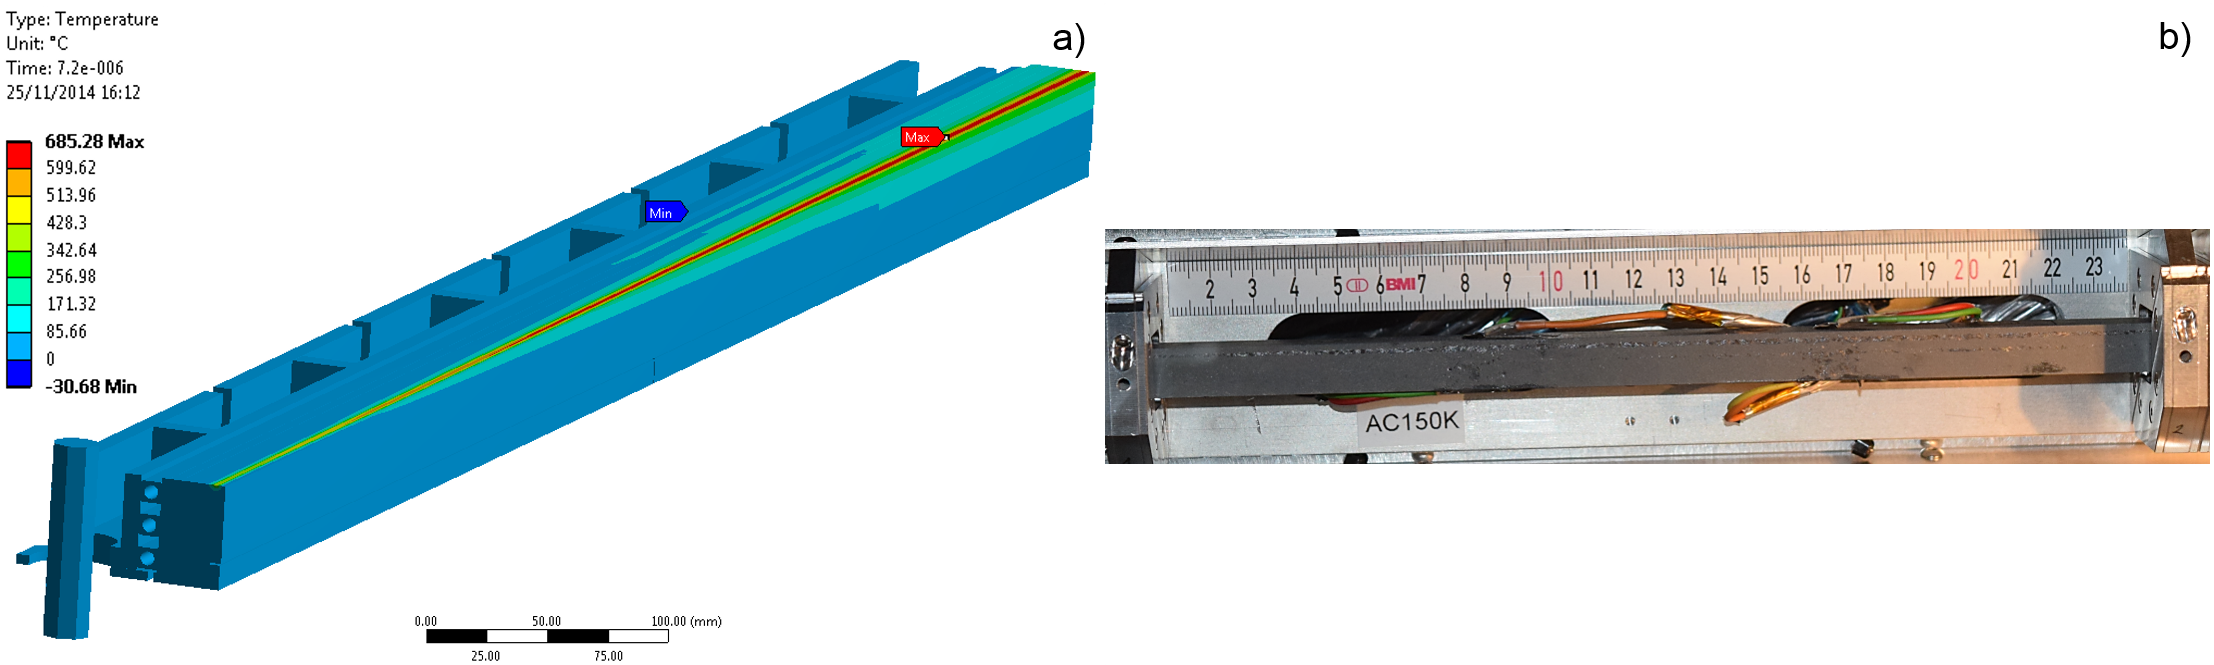 Type: Temperature
Unit: °C
Time: 7.2e-006
25/11/2014 16:12
685.28 Max
599.62
513.96
428.3
342.64
256.98
171.32
85.66
0
-30.68 Min
a)
Max
Min
0.00 50.00 100.00 (mm)
25.00 75.00
b)
2 3 4 5 6 BMI 7 8 9 10 11 12 13 14 15 16 17 18 19 20 21 22 23
AC150K